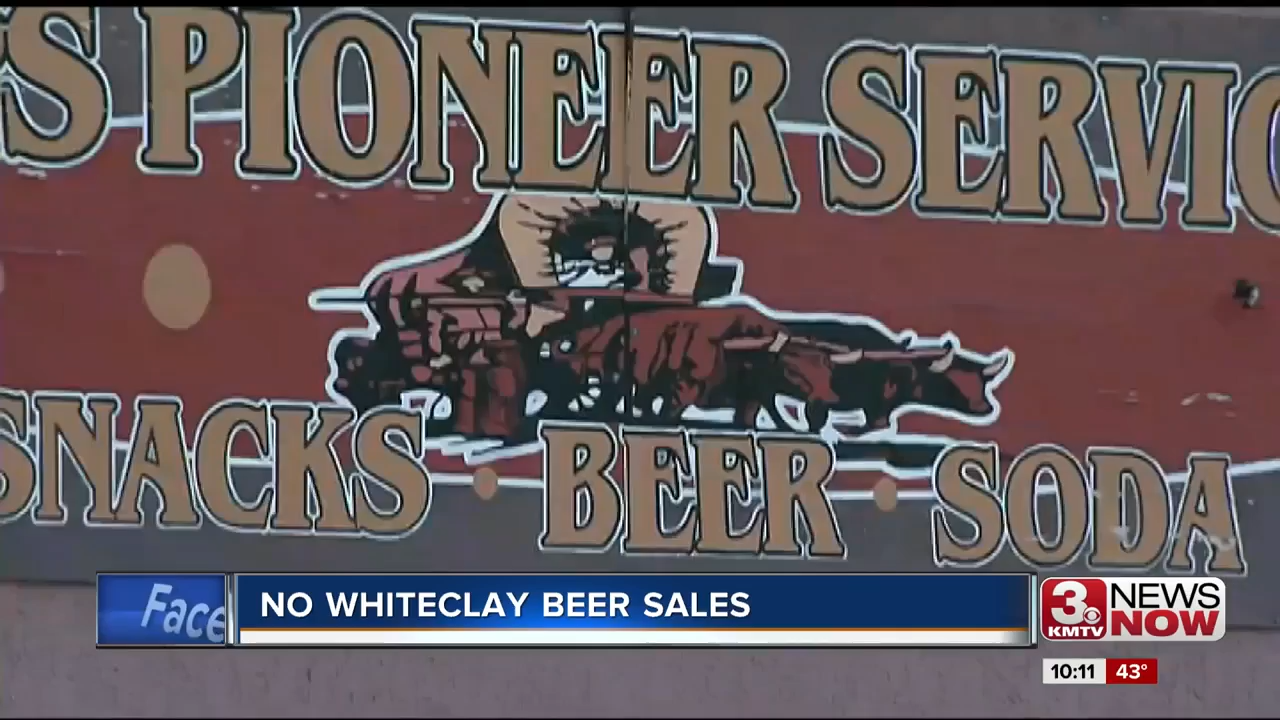 'S PIONEER SERVIC
SNACKS · BEER · SODA
Face
NO WHITECLAY BEER SALES
3 KMTV NEWS NOW
10:11 43°